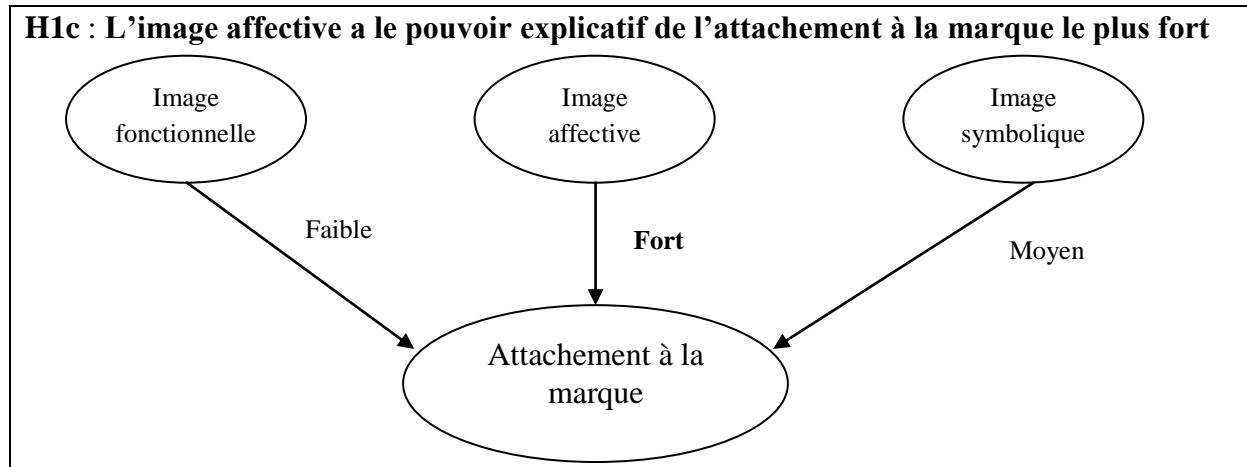 H1c : L’image affective a le pouvoir explicatif de l’attachement à la marque le plus fort
Image
fonctionnelle
Image
affective
Image
symbolique
Faible
Fort
Moyen
Attachement à la
marque